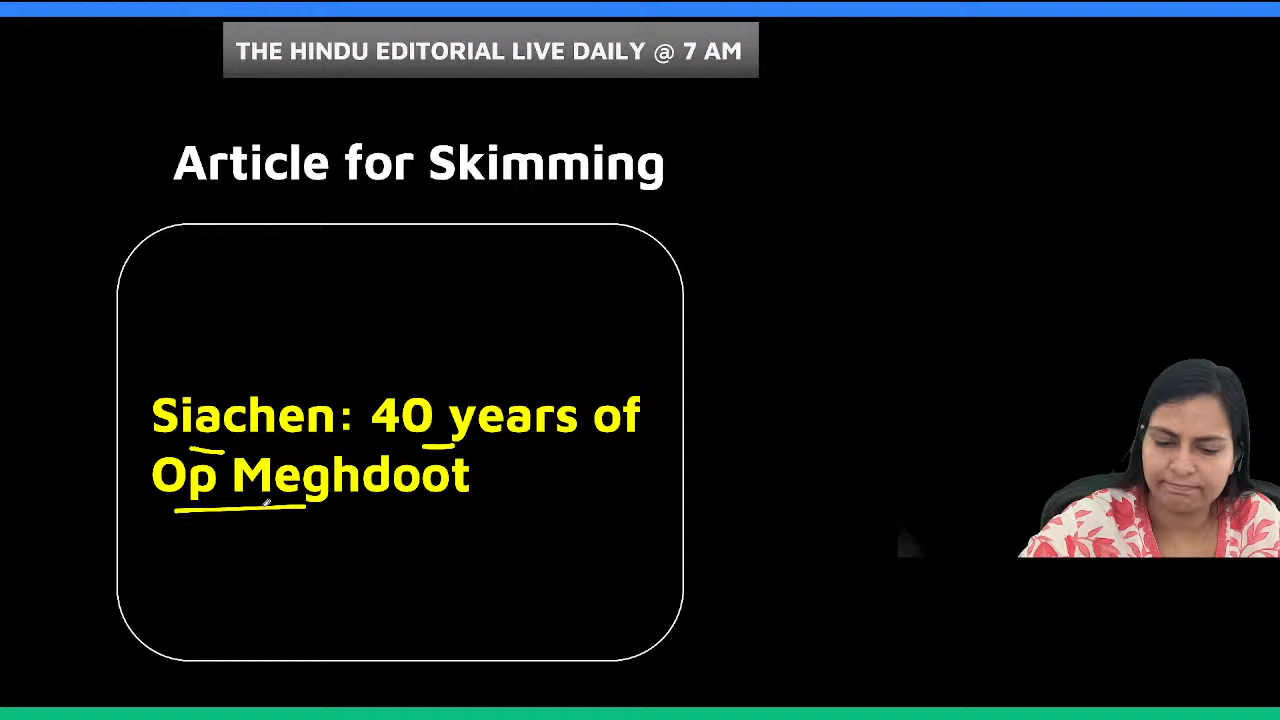 THE HINDU EDITORIAL LIVE DAILY @ 7 AM
Article for Skimming
Siachen: 40 years of
Op Meghdoot